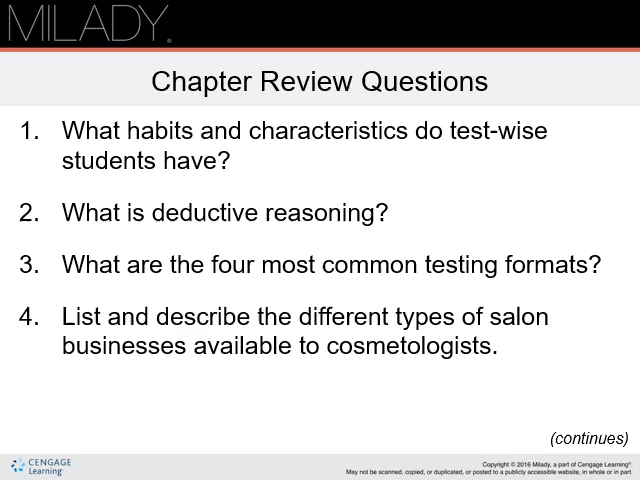 MILADY®
Chapter Review Questions
1. What habits and characteristics do test-wise
students have?
2. What is deductive reasoning?
3. What are the four most common testing formats?
4. List and describe the different types of salon
businesses available to cosmetologists.
(continues)
CENGAGE
Learning™
Copyright © 2016 Milady, a part of Cengage Learning®.
May not be scanned, copied, or duplicated, or posted to a publicly accessible website, in whole or in part.